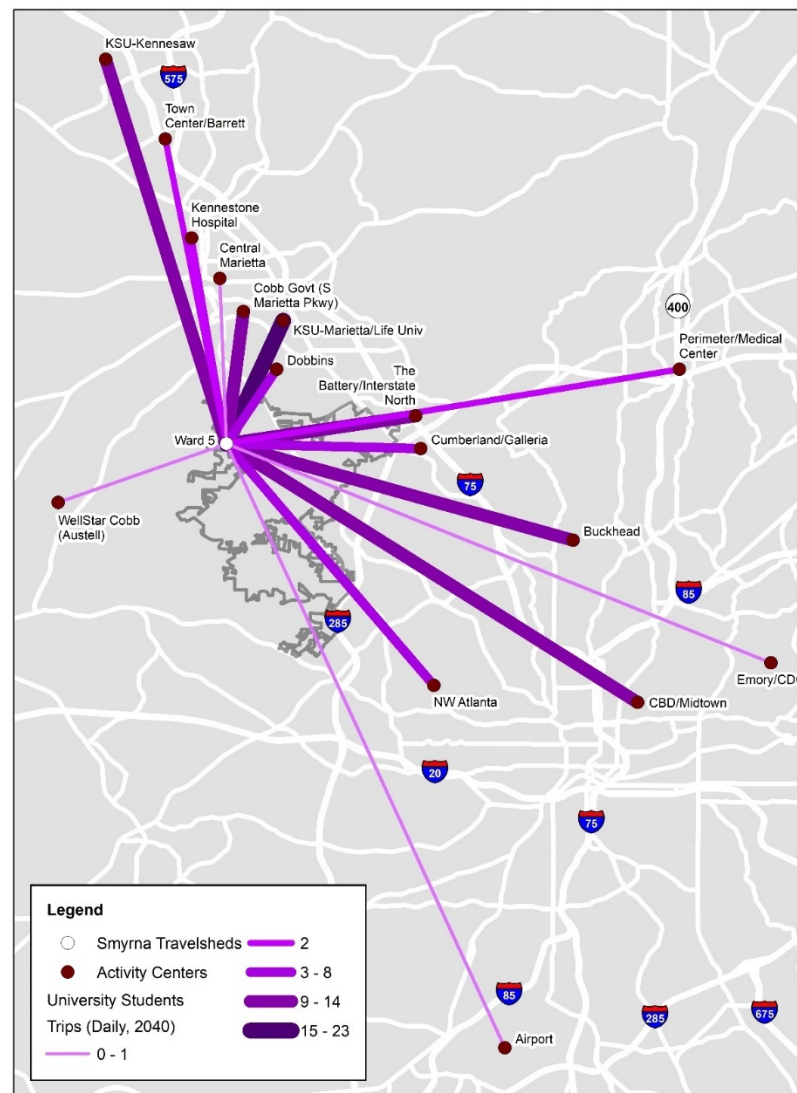 KSU-Kennesaw
575
Town
Center/Barrett
Kennestone
Hospital
Central
Marietta
Cobb Govt (S
Marietta Pkwy)
KSU-Marietta/Life Univ
400
Perimeter/Medical
Center
Dobbins
The
Battery/Interstate
North
Ward 5
Cumberland/Galleria
75
WellStar Cobb
(Austell)
Buckhead
85
285
Emory/CDC
NW Atlanta
CBD/Midtown
20
75
Legend
Smyrna Travelsheds
Activity Centers
University Students
Trips (Daily, 2040)
0 - 1
2
3 - 8
9 - 14
15 - 23
85
285
675
Airport